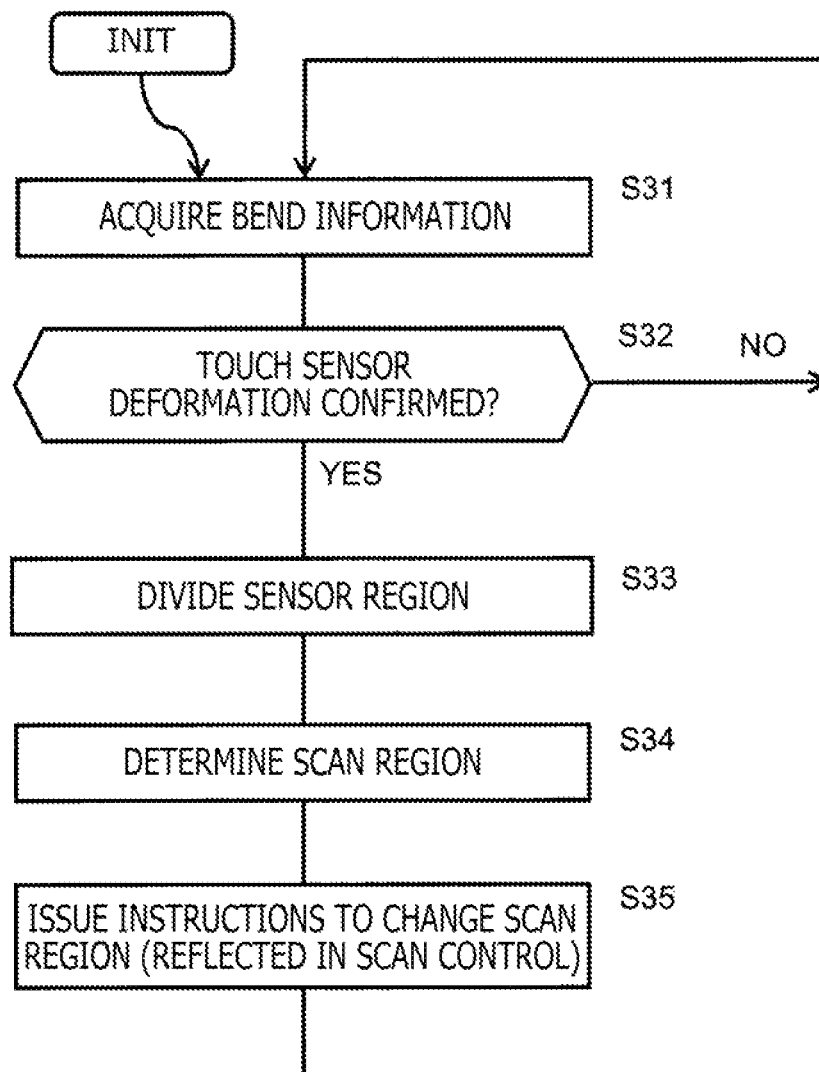 INIT
ACQUIRE BEND INFORMATION
S31
TOUCH SENSOR
DEFORMATION CONFIRMED?
S32
NO
YES
DIVIDE SENSOR REGION
S33
DETERMINE SCAN REGION
S34
ISSUE INSTRUCTIONS TO CHANGE SCAN
REGION (REFLECTED IN SCAN CONTROL)
S35